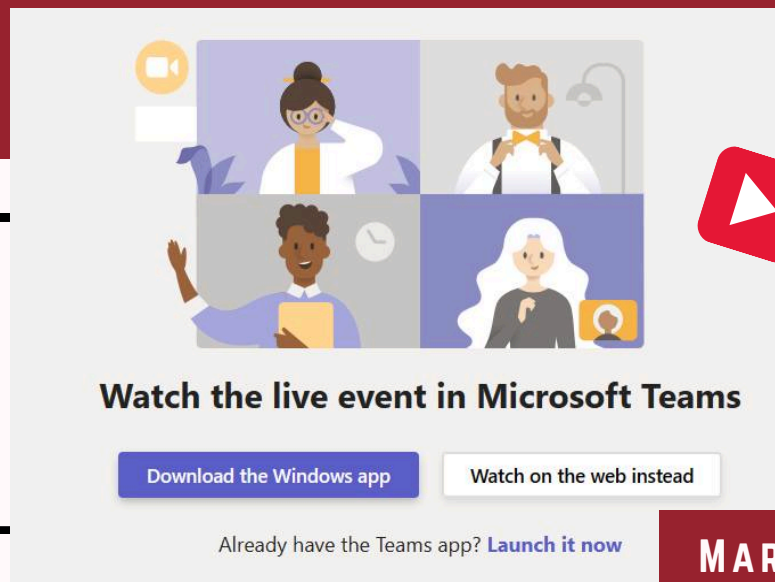 Watch the live event in Microsoft Teams
Download the Windows app
Watch on the web instead
Already have the Teams app? Launch it now